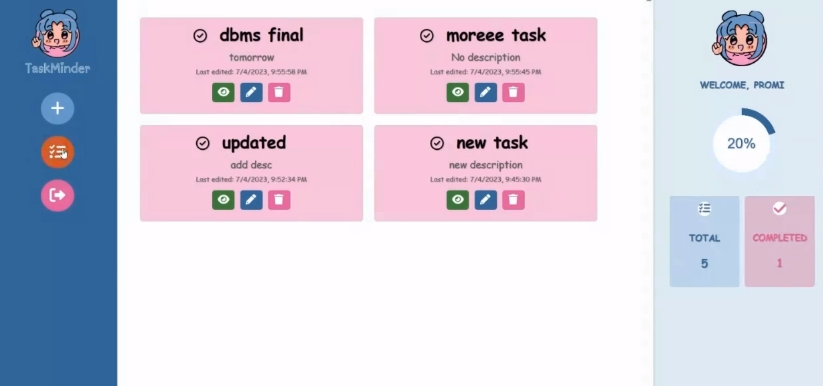 TaskMinder
dbms final
tomorrow
Last edited: 7/4/2023, 9:55:58 PM
moreee task
No description
Last edited: 7/4/2023, 9:55:45 PM
updated
add desc
Last edited: 7/4/2023, 9:52:34 PM
new task
new description
Last edited: 7/4/2023, 9:45:30 PM
WELCOME, PROMI
20%
TOTAL
5
COMPLETED
1